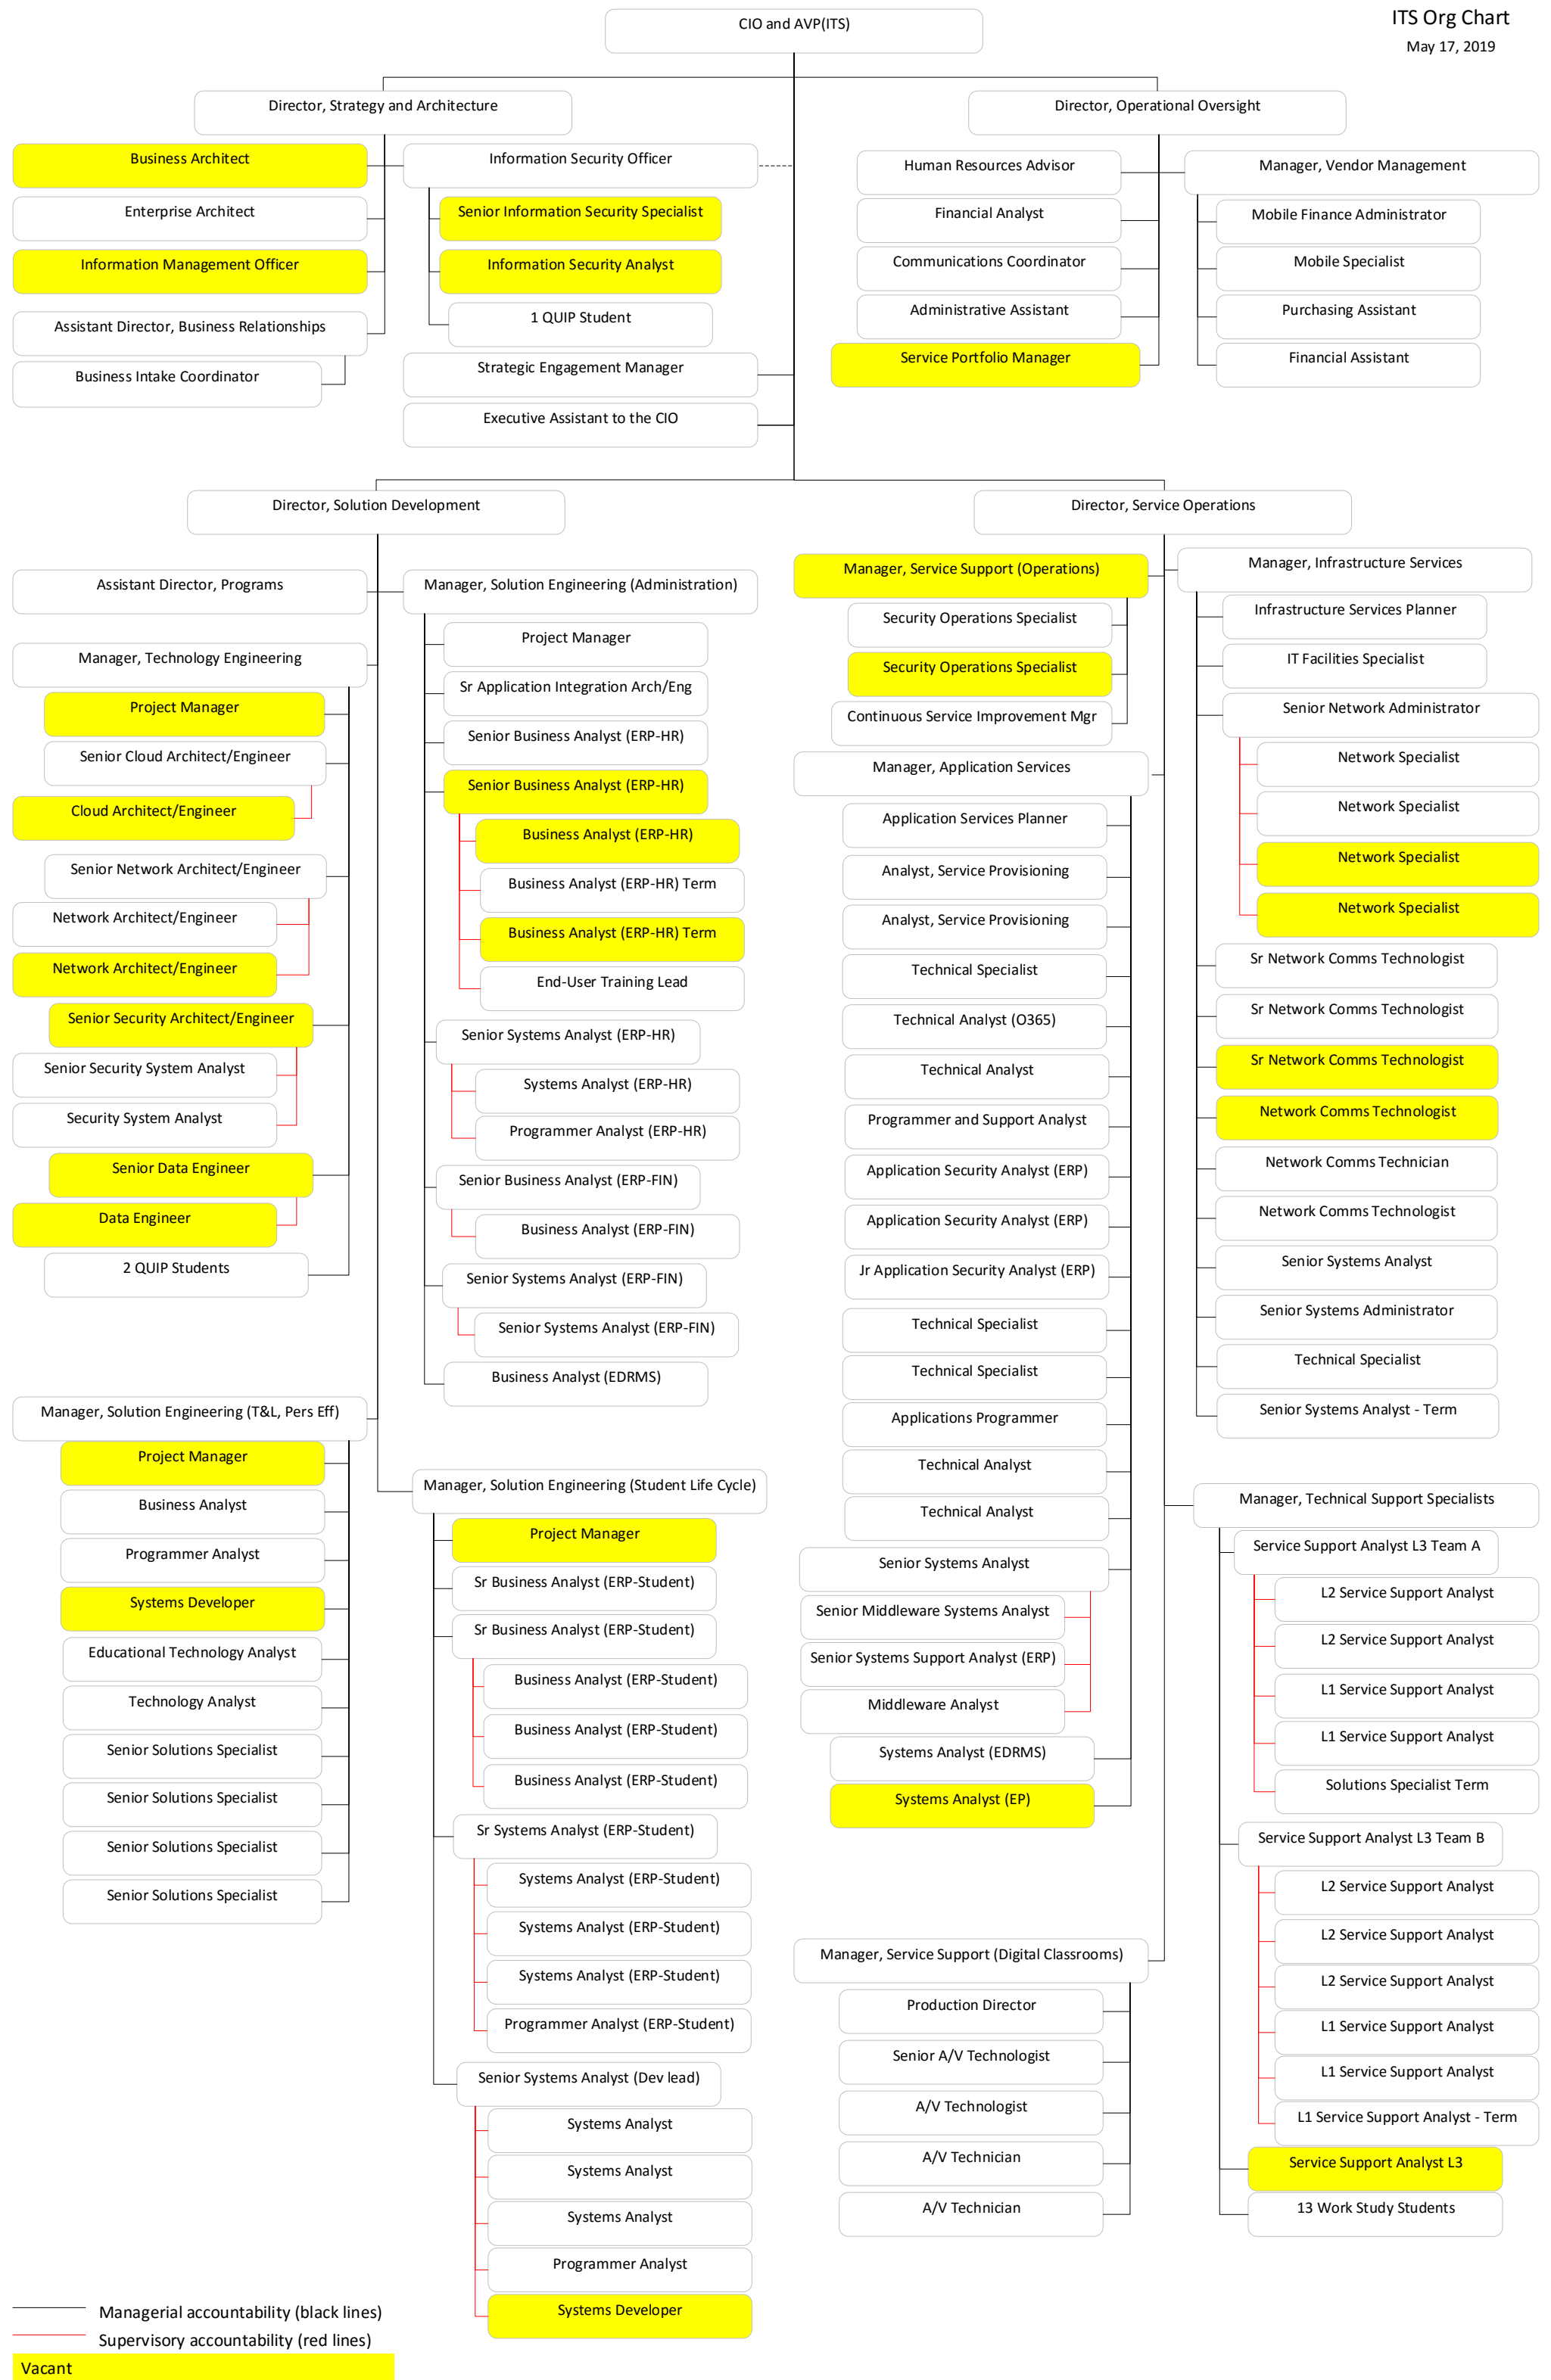 CIO and AVP(ITS)
ITS Org Chart
May 17, 2019
Director, Strategy and Architecture
Business Architect
Enterprise Architect
Information Management Officer
Assistant Director, Business Relationships
Business Intake Coordinator
Information Security Officer
Senior Information Security Specialist
Information Security Analyst
1 QUIP Student
Strategic Engagement Manager
Executive Assistant to the CIO
Director, Operational Oversight
Human Resources Advisor
Financial Analyst
Communications Coordinator
Administrative Assistant
Service Portfolio Manager
Manager, Vendor Management
Mobile Finance Administrator
Mobile Specialist
Purchasing Assistant
Financial Assistant
Director, Solution Development
Assistant Director, Programs
Manager, Technology Engineering
Project Manager
Senior Cloud Architect/Engineer
Cloud Architect/Engineer
Senior Network Architect/Engineer
Network Architect/Engineer
Network Architect/Engineer
Senior Security Architect/Engineer
Senior Security System Analyst
Security System Analyst
Senior Data Engineer
Data Engineer
2 QUIP Students
Manager, Solution Engineering (T&L, Pers Eff)
Project Manager
Business Analyst
Programmer Analyst
Systems Developer
Educational Technology Analyst
Technology Analyst
Senior Solutions Specialist
Senior Solutions Specialist
Senior Solutions Specialist
Senior Solutions Specialist
Manager, Solution Engineering (Administration)
Project Manager
Sr Application Integration Arch/Eng
Senior Business Analyst (ERP-HR)
Senior Business Analyst (ERP-HR)
Business Analyst (ERP-HR)
Business Analyst (ERP-HR) Term
Business Analyst (ERP-HR) Term
End-User Training Lead
Senior Systems Analyst (ERP-HR)
Systems Analyst (ERP-HR)
Programmer Analyst (ERP-HR)
Senior Business Analyst (ERP-FIN)
Business Analyst (ERP-FIN)
Senior Systems Analyst (ERP-FIN)
Senior Systems Analyst (ERP-FIN)
Business Analyst (EDRMS)
Manager, Solution Engineering (Student Life Cycle)
Project Manager
Sr Business Analyst (ERP-Student)
Sr Business Analyst (ERP-Student)
Business Analyst (ERP-Student)
Business Analyst (ERP-Student)
Business Analyst (ERP-Student)
Sr Systems Analyst (ERP-Student)
Systems Analyst (ERP-Student)
Systems Analyst (ERP-Student)
Systems Analyst (ERP-Student)
Programmer Analyst (ERP-Student)
Senior Systems Analyst (Dev lead)
Systems Analyst
Systems Analyst
Systems Analyst
Programmer Analyst
Systems Developer
Director, Service Operations
Manager, Service Support (Operations)
Security Operations Specialist
Security Operations Specialist
Continuous Service Improvement Mgr
Manager, Application Services
Application Services Planner
Analyst, Service Provisioning
Analyst, Service Provisioning
Technical Specialist
Technical Analyst (O365)
Technical Analyst
Programmer and Support Analyst
Application Security Analyst (ERP)
Application Security Analyst (ERP)
Jr Application Security Analyst (ERP)
Technical Specialist
Technical Specialist
Applications Programmer
Technical Analyst
Technical Analyst
Senior Systems Analyst
Senior Middleware Systems Analyst
Senior Systems Support Analyst (ERP)
Middleware Analyst
Systems Analyst (EDRMS)
Systems Analyst (EP)
Manager, Service Support (Digital Classrooms)
Production Director
Senior A/V Technologist
A/V Technologist
A/V Technician
A/V Technician
Manager, Infrastructure Services
Infrastructure Services Planner
IT Facilities Specialist
Senior Network Administrator
Network Specialist
Network Specialist
Network Specialist
Network Specialist
Sr Network Comms Technologist
Sr Network Comms Technologist
Sr Network Comms Technologist
Network Comms Technologist
Network Comms Technician
Network Comms Technologist
Senior Systems Analyst
Senior Systems Administrator
Technical Specialist
Senior Systems Analyst - Term
Manager, Technical Support Specialists
Service Support Analyst L3 Team A
L2 Service Support Analyst
L2 Service Support Analyst
L1 Service Support Analyst
L1 Service Support Analyst
Solutions Specialist Term
Service Support Analyst L3 Team B
L2 Service Support Analyst
L2 Service Support Analyst
L2 Service Support Analyst
L1 Service Support Analyst
L1 Service Support Analyst
L1 Service Support Analyst - Term
Service Support Analyst L3
13 Work Study Students
Managerial accountability (black lines)
Supervisory accountability (red lines)
Vacant